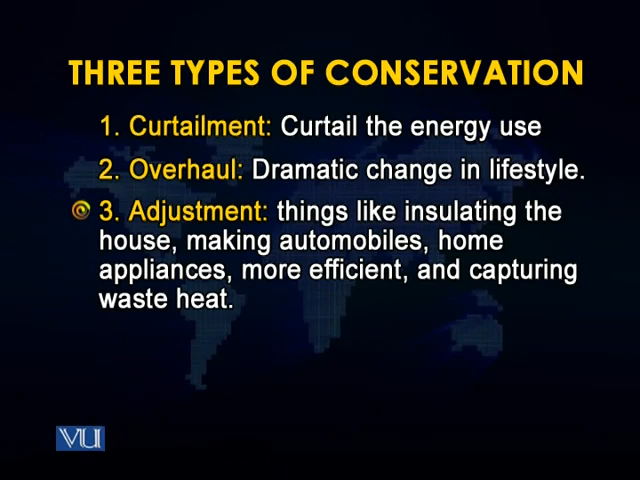 THREE TYPES OF CONSERVATION
1. Curtailment: Curtail the energy use
2. Overhaul: Dramatic change in lifestyle.
3. Adjustment: things like insulating the
house, making automobiles, home
appliances, more efficient, and capturing
waste heat.
VU